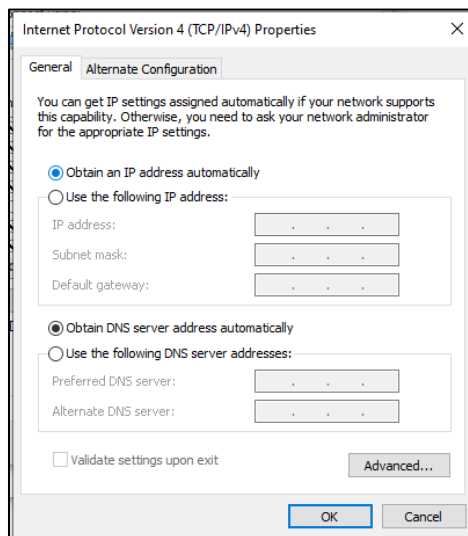 Internet Protocol Version 4 (TCP/IPv4) Properties
General
Alternate Configuration
You can get IP settings assigned automatically if your network supports
this capability. Otherwise, you need to ask your network administrator
for the appropriate IP settings.
Obtain an IP address automatically
Use the following IP address:
IP address:
Subnet mask:
Default gateway:
Obtain DNS server address automatically
Use the following DNS server addresses:
Preferred DNS server:
Alternate DNS server:
Validate settings upon exit
Advanced...
OK
Cancel